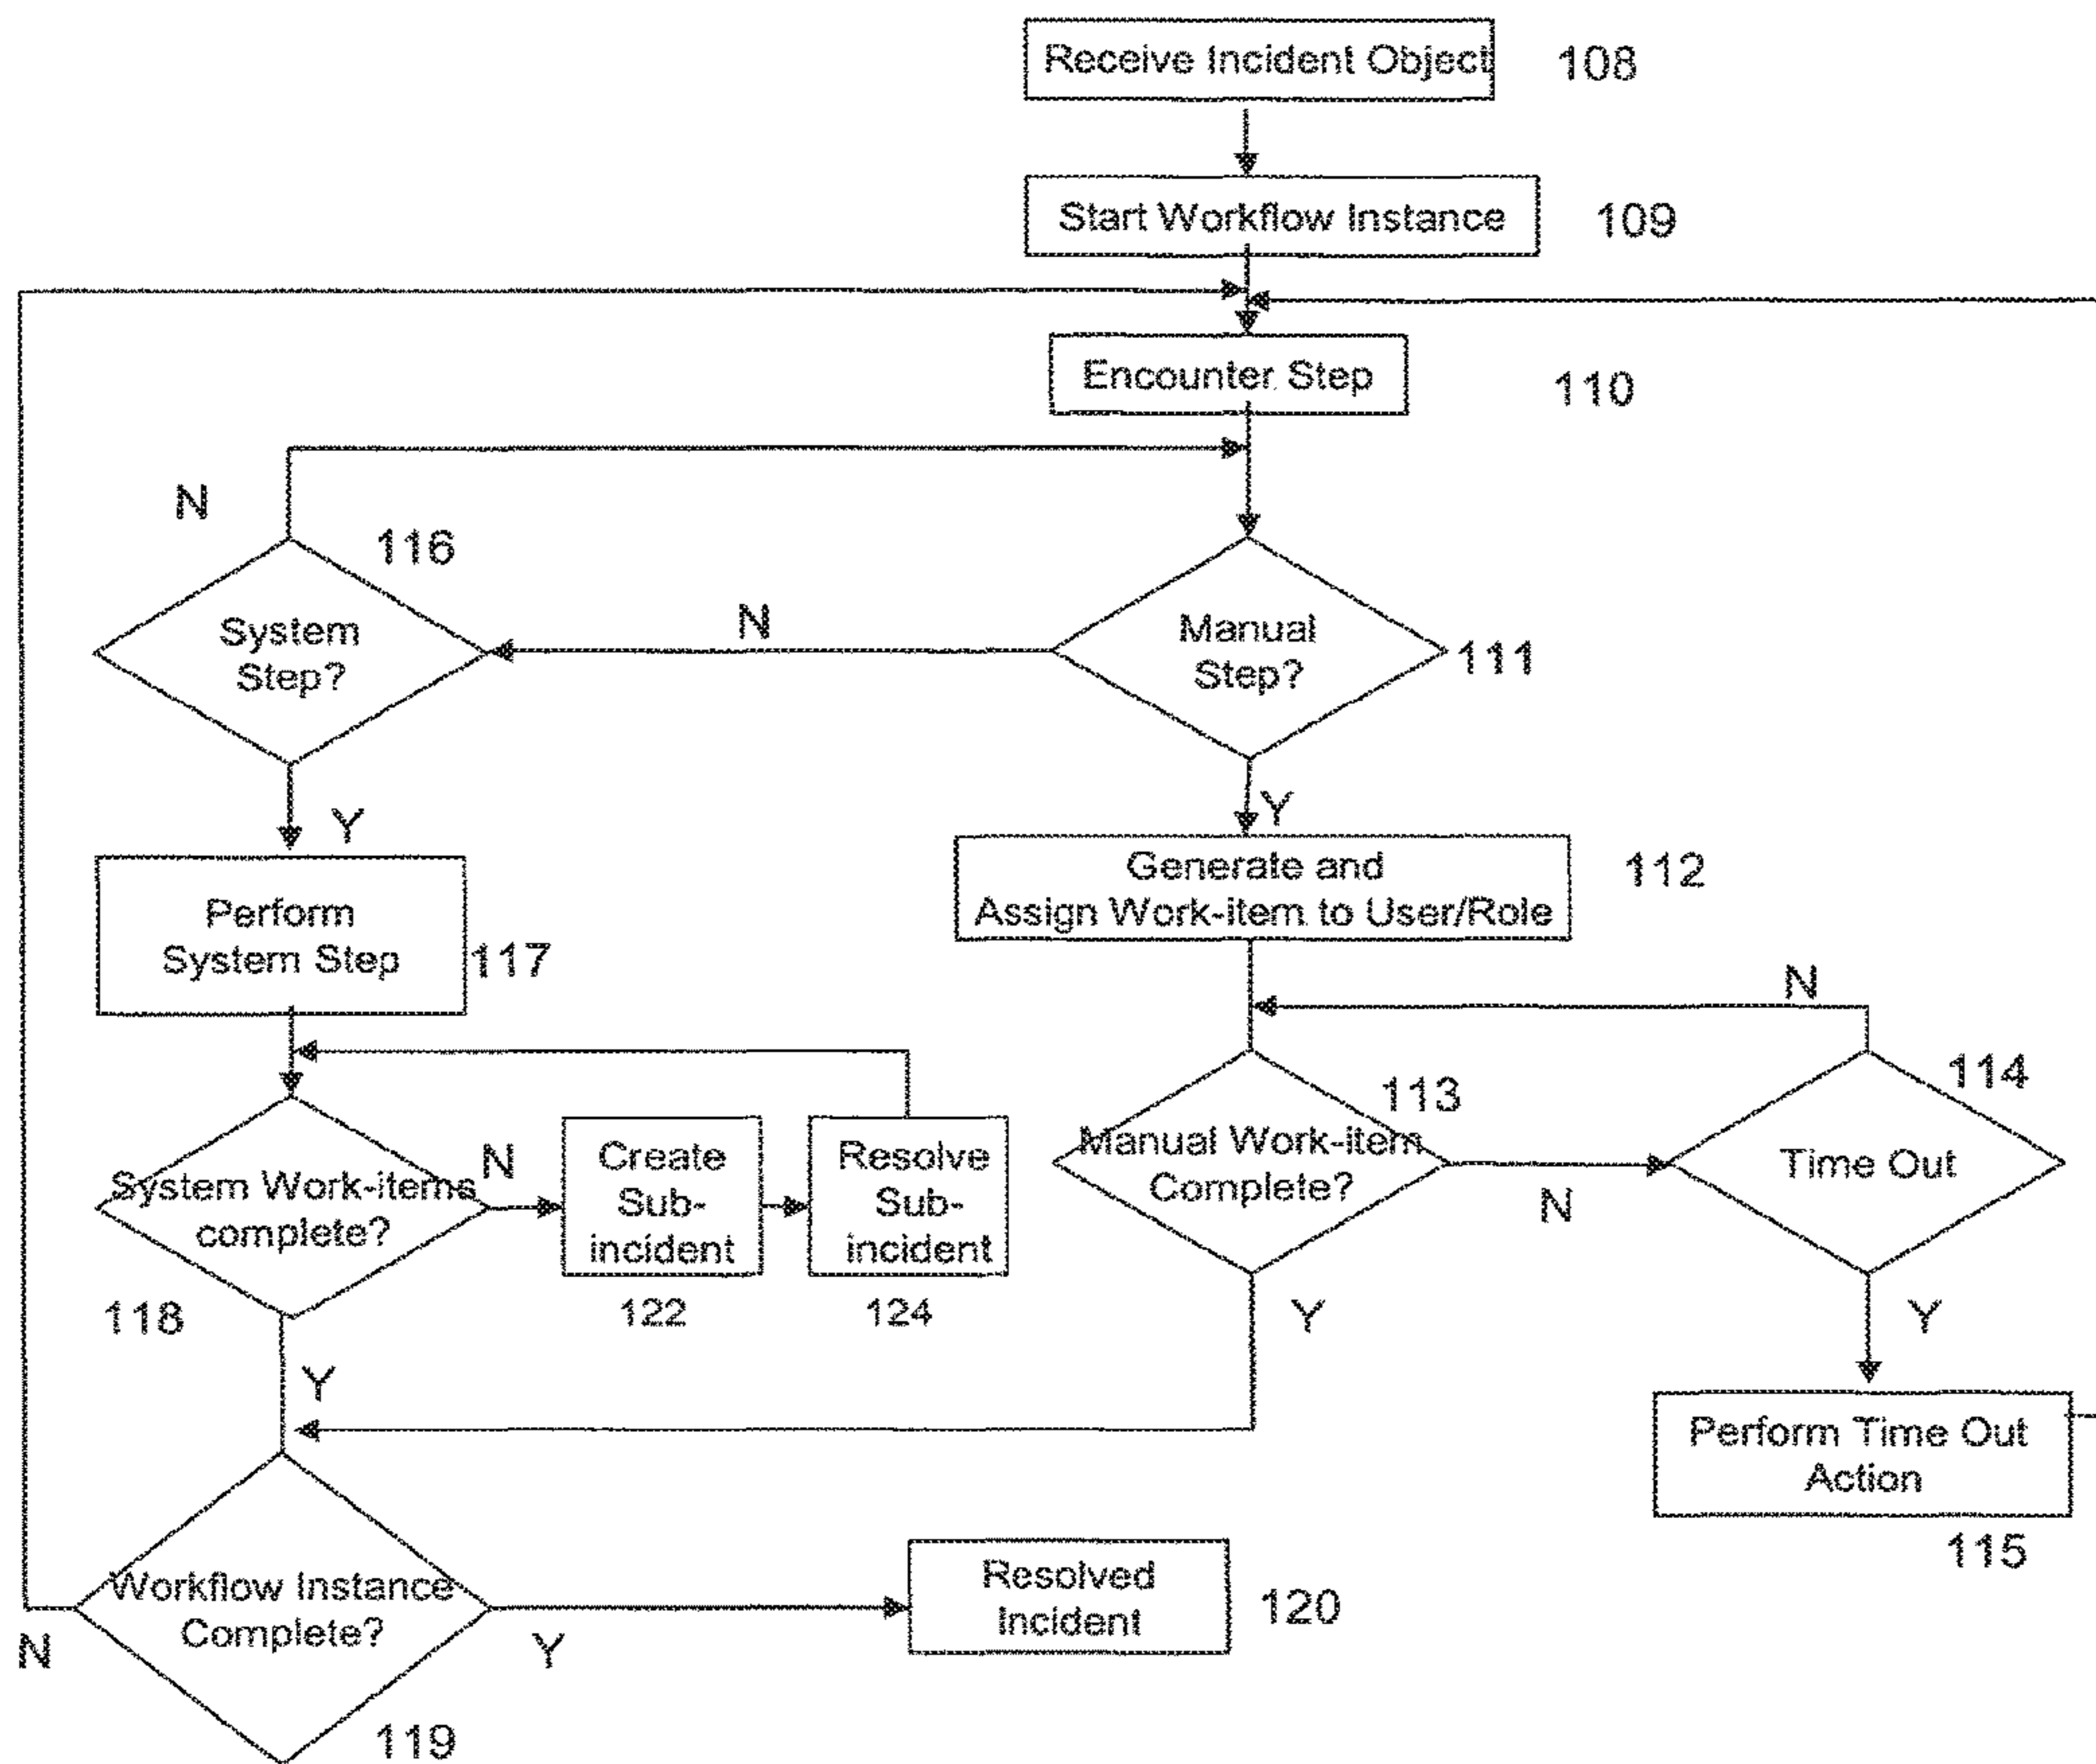 Receive Incident Object
108
Start Workflow Instance
109
Encounter Step
110
N
116
System
Step?
N
Manual
Step?
111
Y
Y
Generate and
Assign Work-item to User/Role
112
Perform
System Step
117
N
114
113
Manual Work-item
Complete?
N
Time Out
System Work-items
complete?
N
Create
Sub-
incident
Resolve
Sub-
incident
118
122
124
Y
Y
Y
Perform Time Out
Action
115
Workflow Instance
Complete?
N
Y
Resolved
Incident
120
119